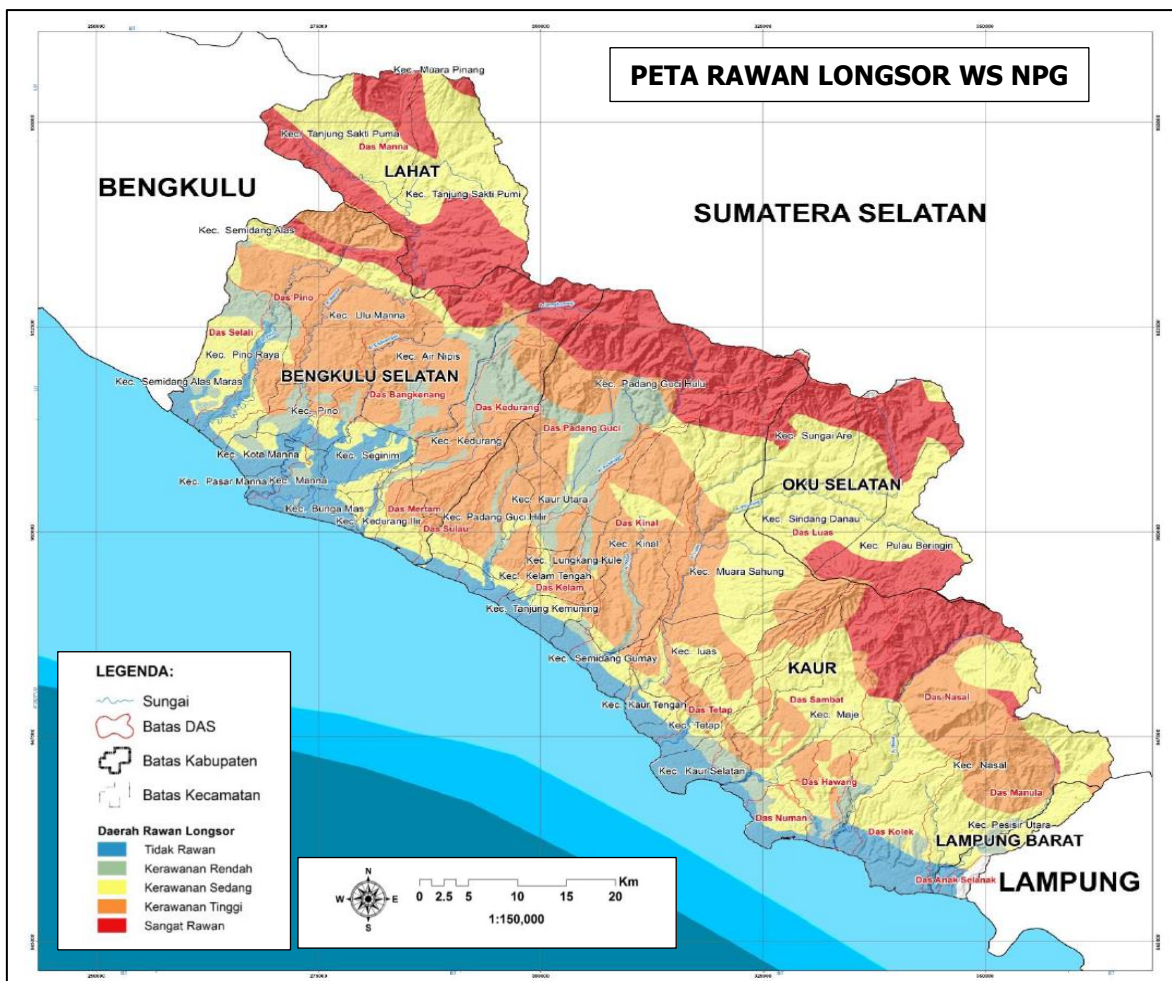 PETA RAWAN LONGSOR WS NPG
Kec. Muara Pinang
Kec. Tanjung Sakti Puma
Das Manna
LAHAT
BENGKULU
Kec. Tanjung Sakti Pumi
SUMATERA SELATAN
Kec. Semidang Alas
Das Pino
Kec. Ulu Manna
Das Selali
Kec. Pino Raya
Kec. Air Nipis
BENGKULU SELATAN
Kec. Semidang Alas Maras
Kec. Padang Guci Hulu
Das Bangkenang
Kec. Pino
Das Kedurang
Das Padang Guci
Kec. Sungai Are
Kec. Kedurang
Kec. Kota Manna
Kec. Seginim
Kec. Pasar Manna
Kec. Manna
OKU SELATAN
Kec. Kaur Utara
Kec. Bunga Mas
Das Mertam
Kec. Kedurang Ilir
Kec. Padang Guci Hilir
Das Sulau
Das Kinal
Kec. Sindang Danau
Das Luas
Kec. Kinal
Kec. Pulau Beringin
Kec. Lungkang Kule
Kec. Muara Sahung
Kec. Kelam Tengah
Das Kelam
Kec. Tanjung Kemuning
Kec. luas
Kec. Semidang Gumay
KAUR
Das Nasal
Kec. Kaur Tengah
Das Tetap
Das Sambat
Kec. Maje
Kec. Tetap
Kec. Kaur Selatan
Kec. Nasal
Das Hawang
Das Manula
Das Numan
Das Kolek
Kec. Pesisir Utara
LAMPUNG BARAT
Das Anak Selanak
LAMPUNG
LEGENDA:
Sungai
Batas DAS
Batas Kabupaten
Batas Kecamatan
Daerah Rawan Longsor
Tidak Rawan
Kerawanan Rendah
Kerawanan Sedang
Kerawanan Tinggi
Sangat Rawan
N
W E
S
0 2.5 5 10 15 20 Km
1:150,000